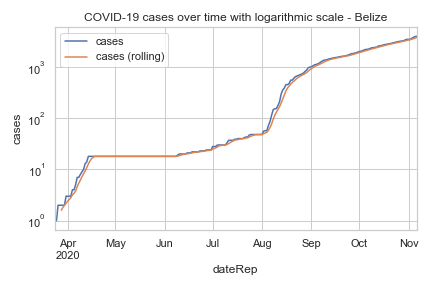 COVID-19 cases over time with logarithmic scale - Belize
cases
cases (rolling)
10³
10²
10¹
10⁰
cases
Apr May Jun Jul Aug Sep Oct Nov
2020
dateRep